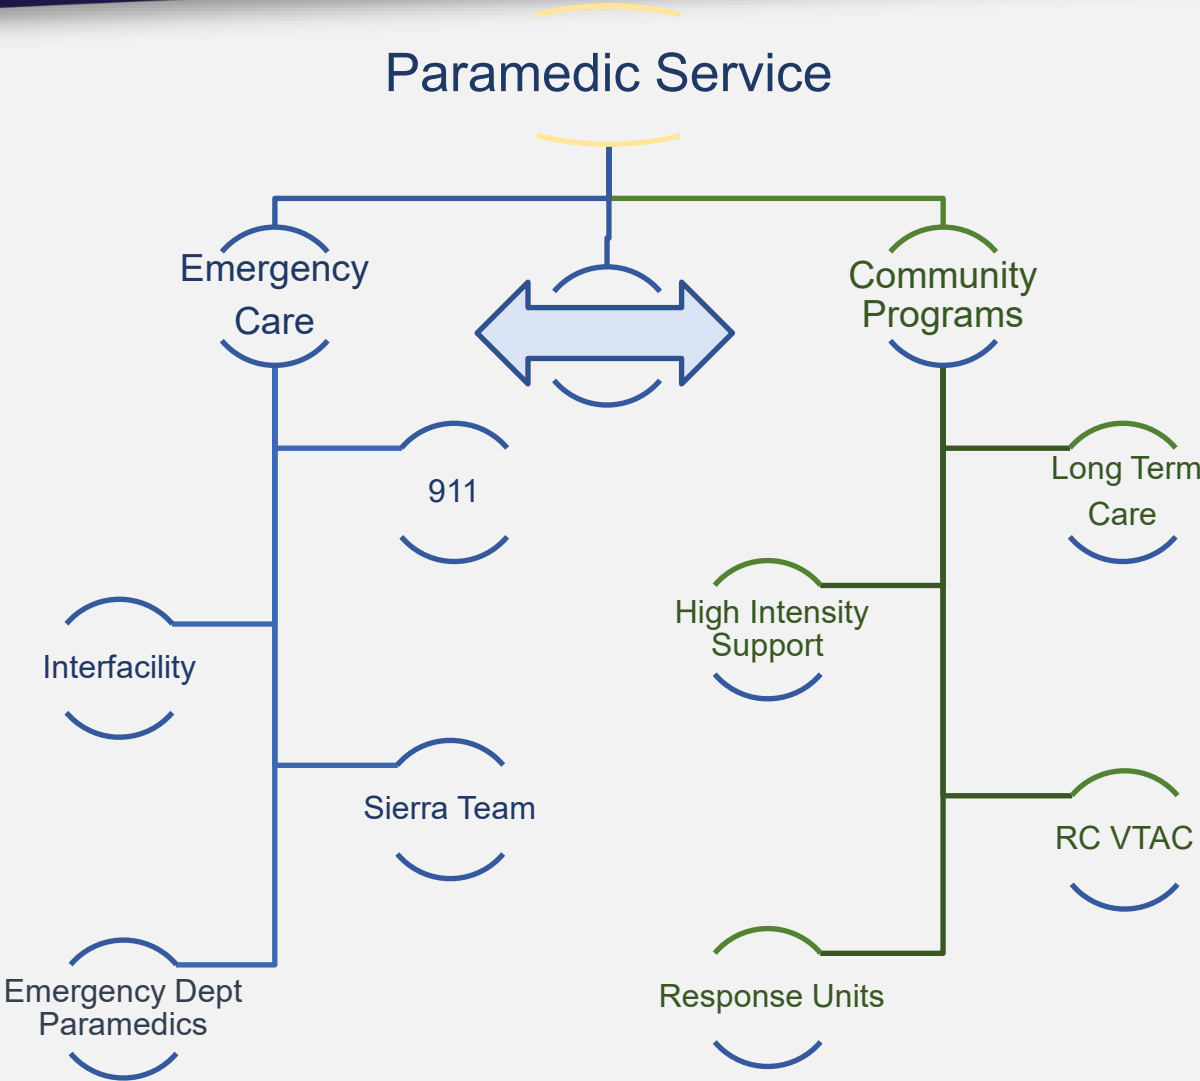 Paramedic Service
Emergency
Care
Community
Programs
911
Long Term
Care
High Intensity
Support
Interfacility
Sierra Team
RC VTAC
Emergency Dept
Paramedics
Response Units